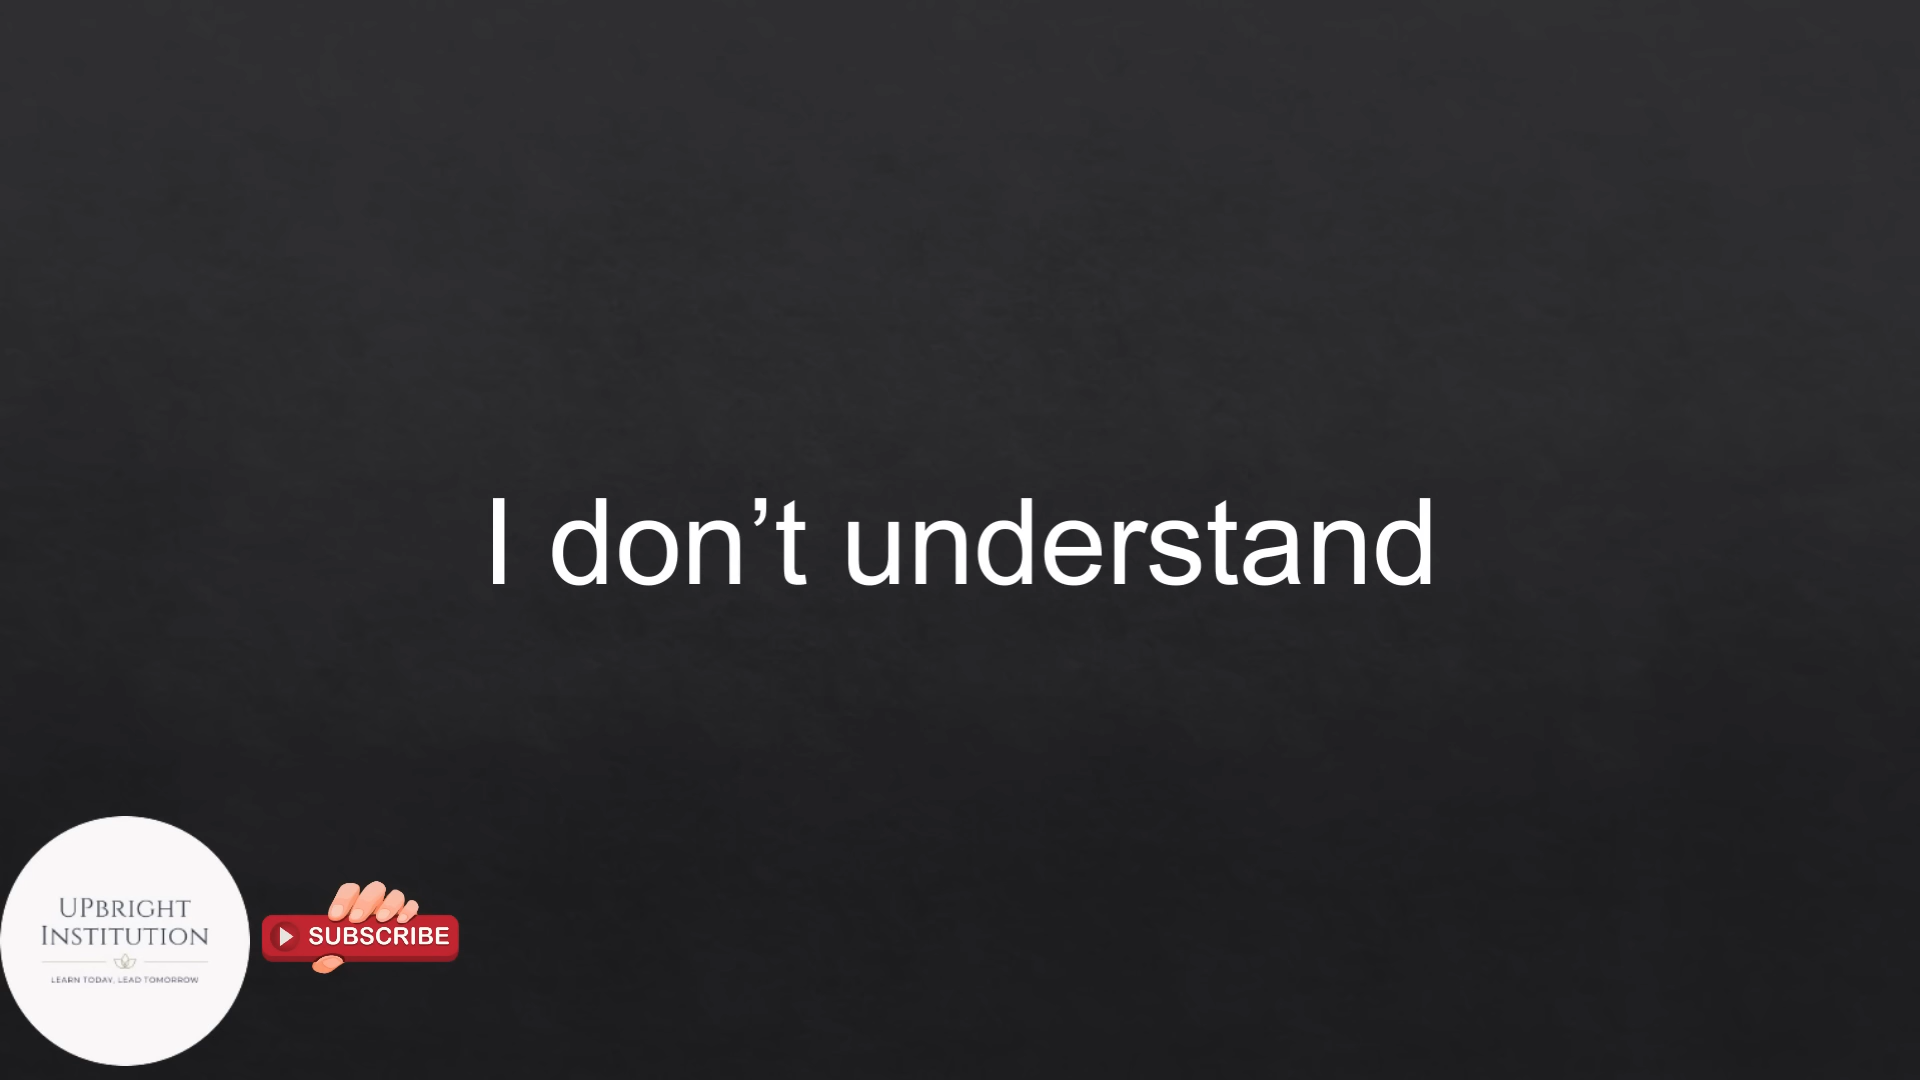 I don’t understand
UPBRIGHT
INSTITUTION
LEARN TODAY, LEAD TOMORROW
SUBSCRIBE